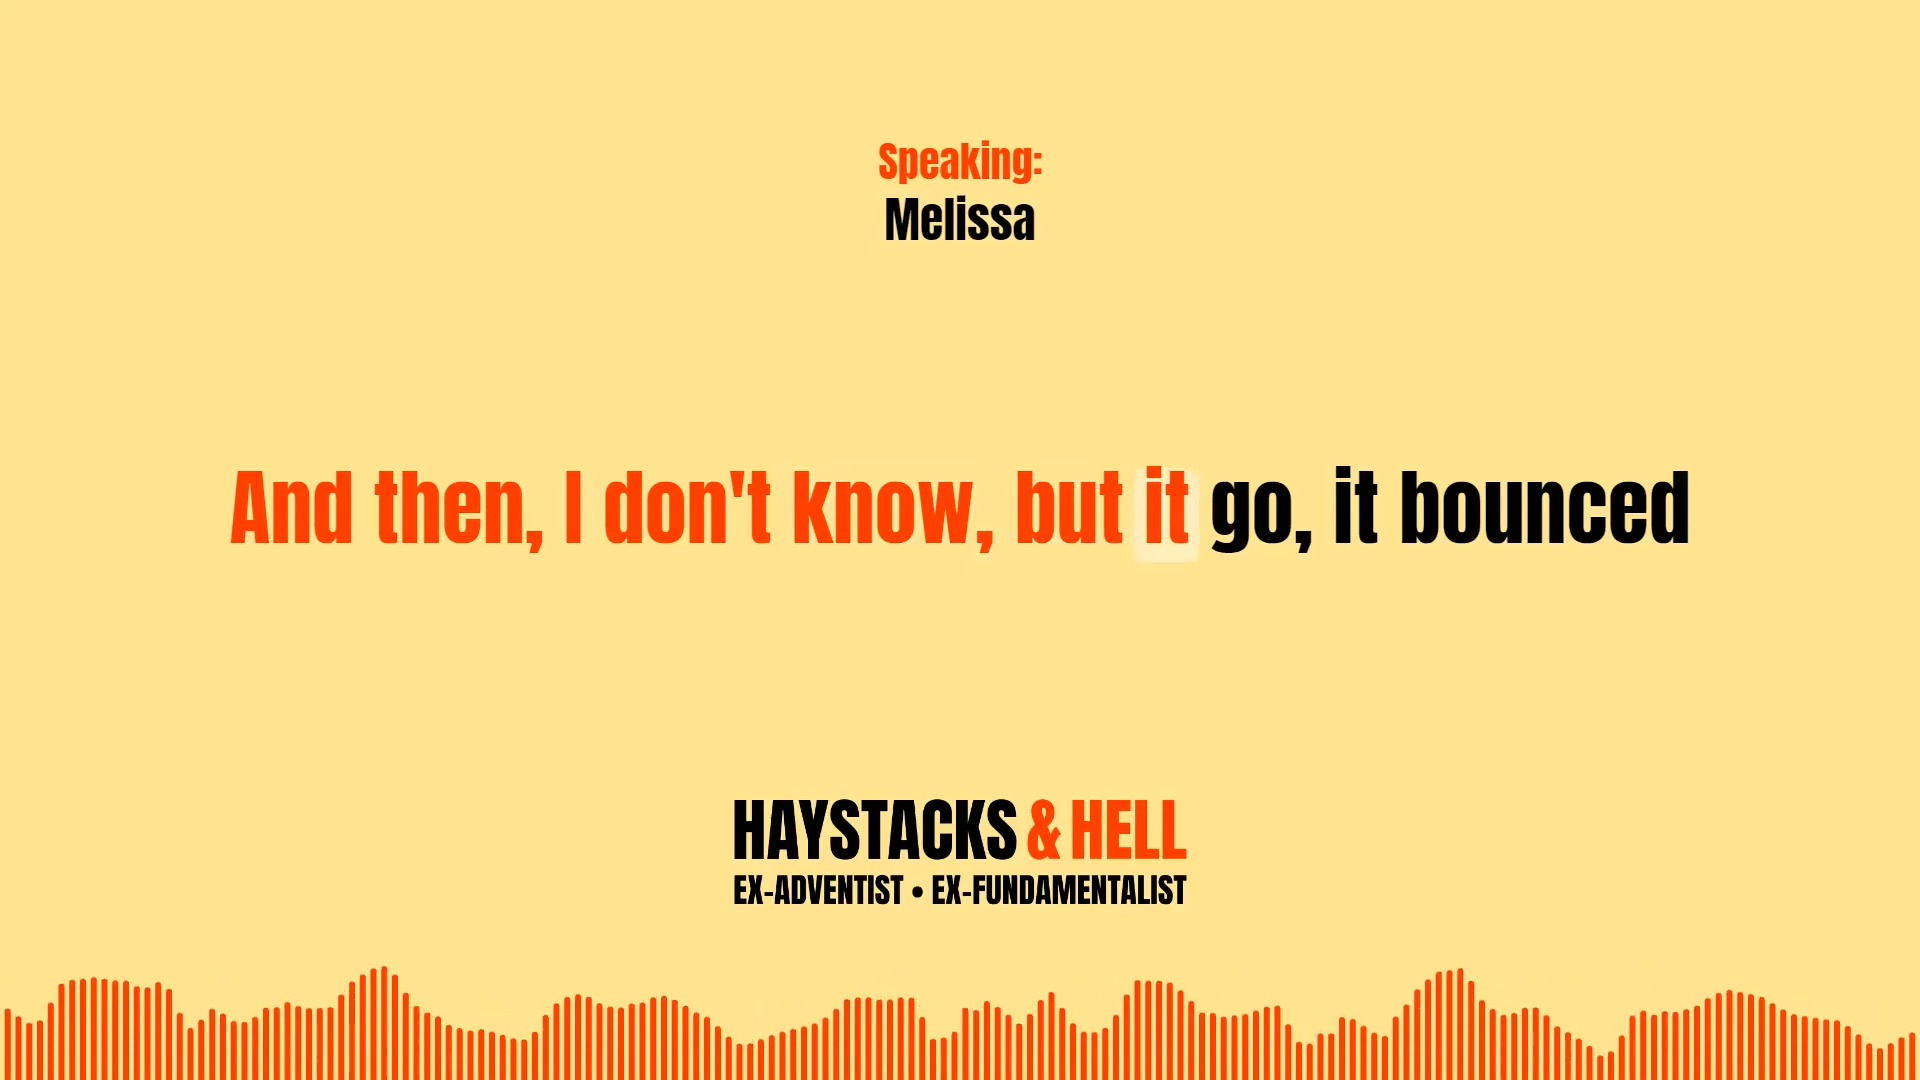 Speaking:
Melissa
And then, I don't know, but it go, it bounced
HAYSTACKS & HELL
EX-ADVENTIST • EX-FUNDAMENTALIST